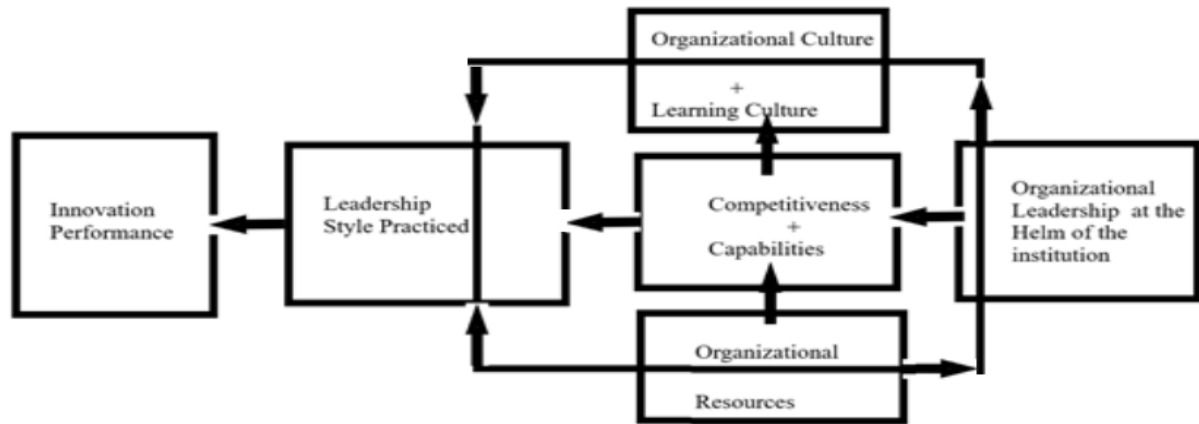 Organizational Culture
+
Learning Culture
Innovation
Performance
Leadership
Style Practiced
Competitiveness
+
Capabilities
Organizational
Leadership at the
Helm of the
institution
Organizational
Resources